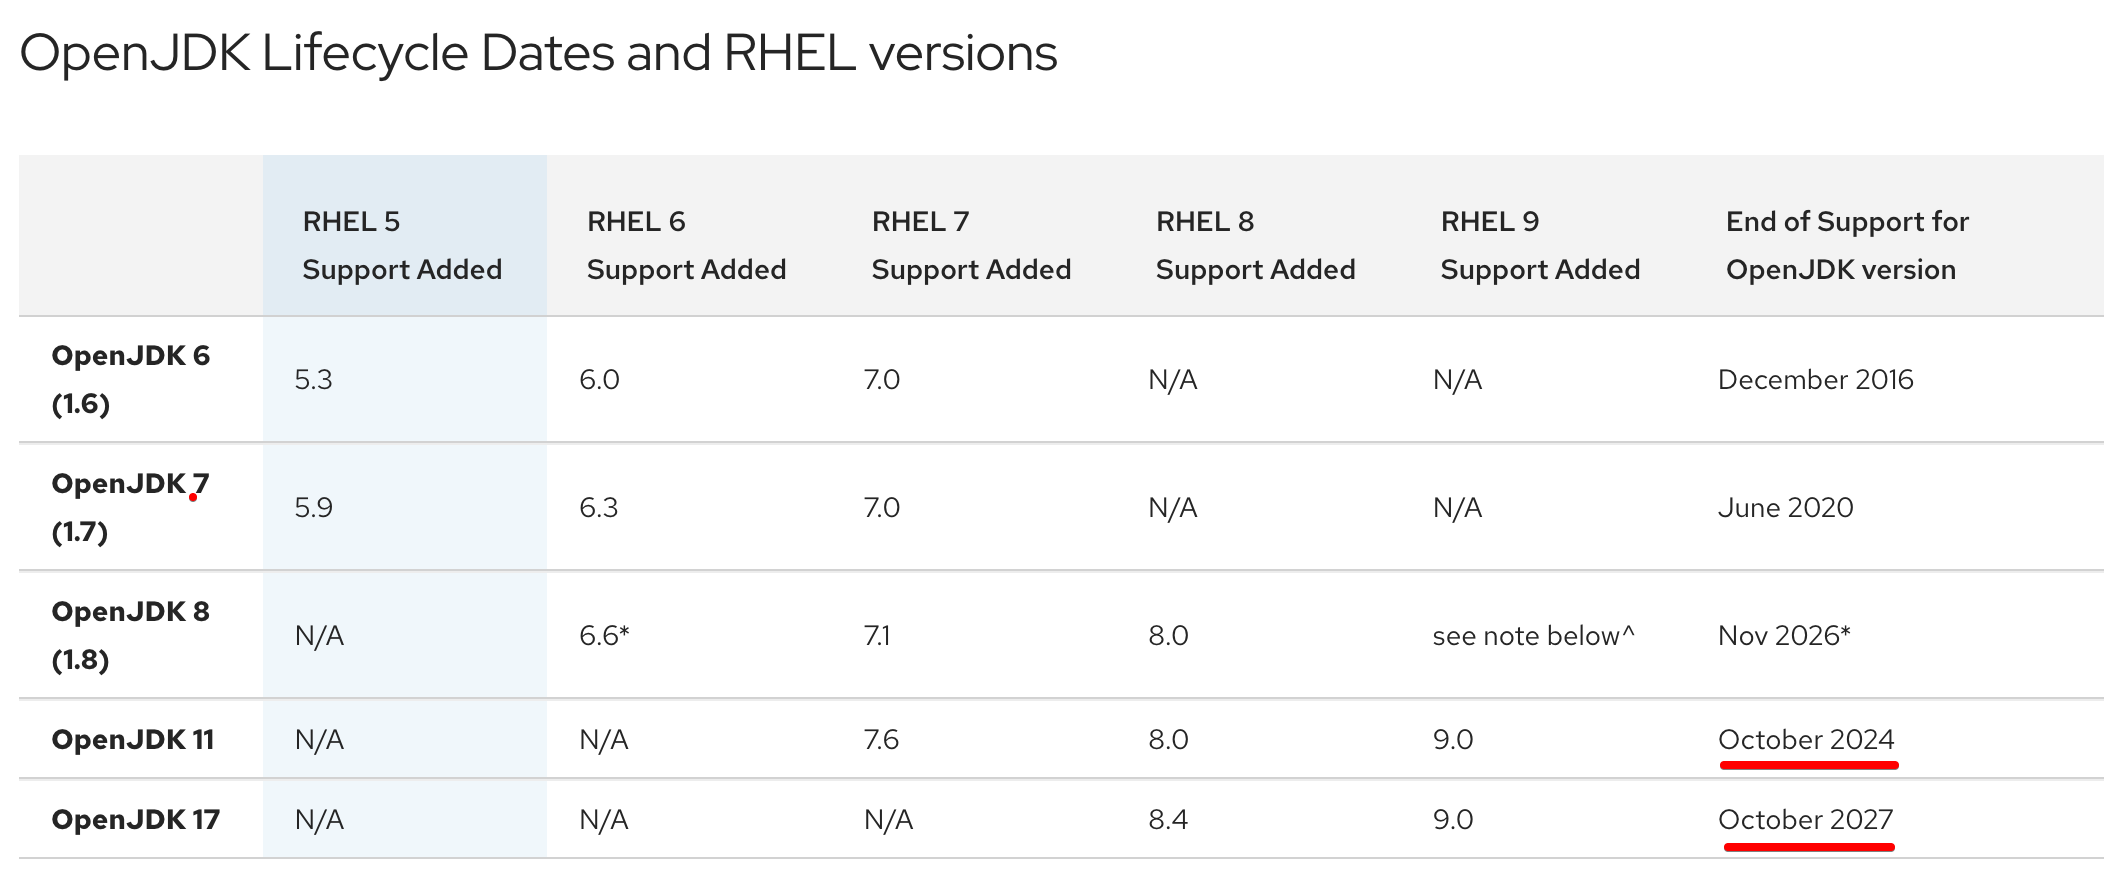 OpenJDK Lifecycle Dates and RHEL versions
RHEL 5 Support Added
RHEL 6 Support Added
RHEL 7 Support Added
RHEL 8 Support Added
RHEL 9 Support Added
End of Support for OpenJDK version
OpenJDK 6 (1.6) 5.3 6.0 7.0 N/A N/A December 2016
OpenJDK 7 (1.7) 5.9 6.3 7.0 N/A N/A June 2020
OpenJDK 8 (1.8) N/A 6.6* 7.1 8.0 see note below^ Nov 2026*
OpenJDK 11 N/A N/A 7.6 8.0 9.0 October 2024
OpenJDK 17 N/A N/A N/A 8.4 9.0 October 2027